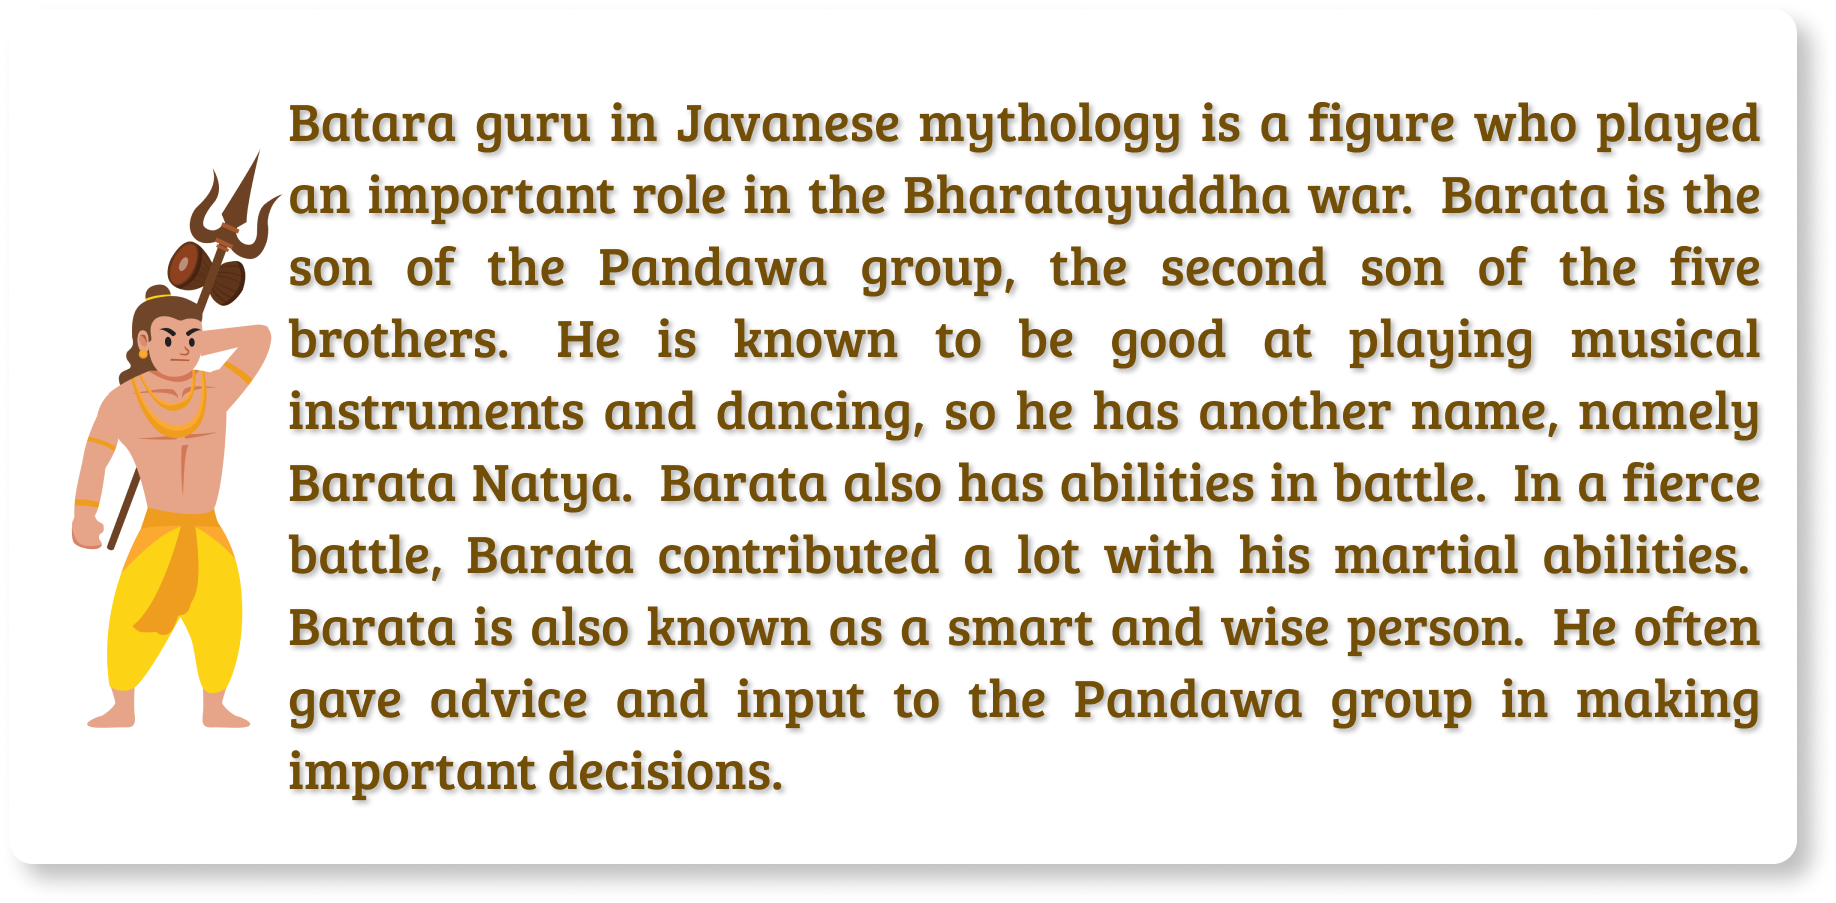 Batara guru in Javanese mythology is a figure who played
an important role in the Bharatayuddha war. Barata is the
son of the Pandawa group, the second son of the five
brothers. He is known to be good at playing musical
instruments and dancing, so he has another name, namely
Barata Natya. Barata also has abilities in battle. In a fierce
battle, Barata contributed a lot with his martial abilities.
Barata is also known as a smart and wise person. He often
gave advice and input to the Pandawa group in making
important decisions.